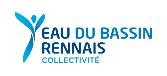 EAU DU BASSIN
RENNAIS
COLLECTIVITÉ